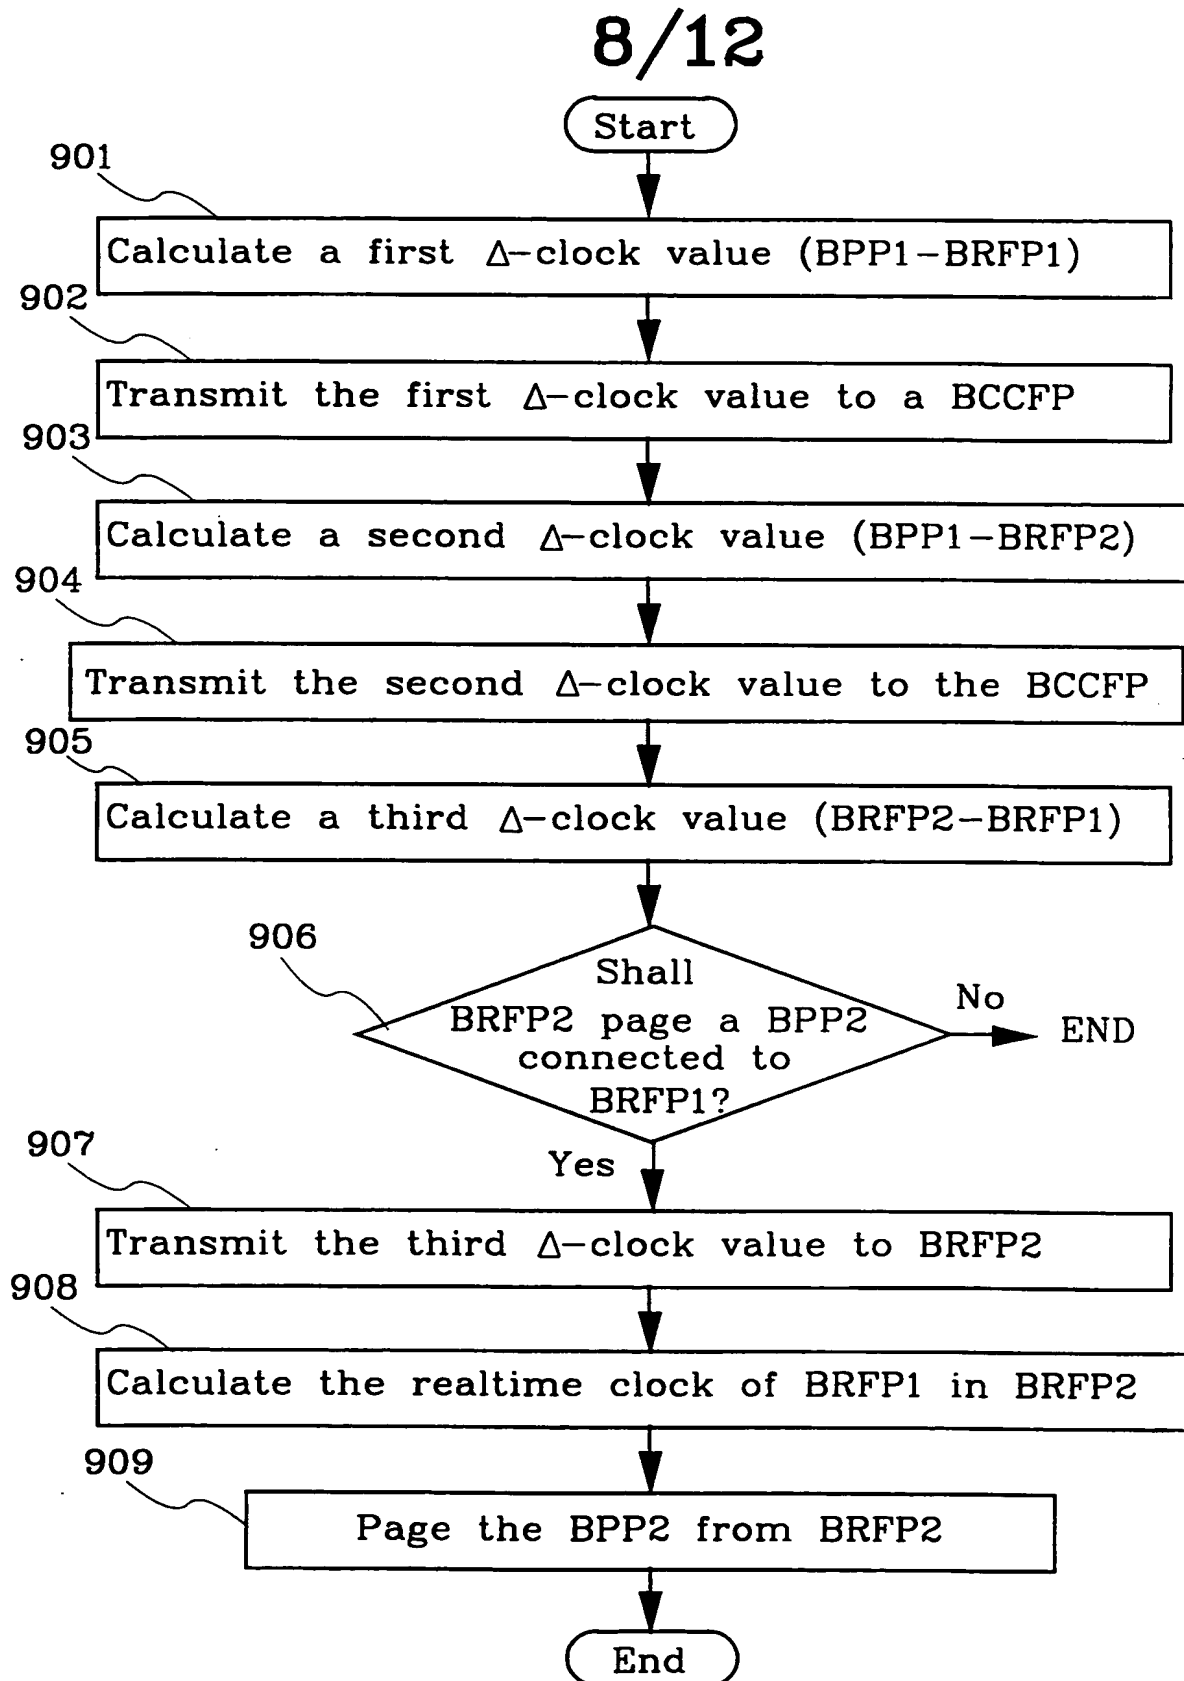 8/12
Start
901
Calculate a first Δ-clock value (BPP1-BRFP1)
902
Transmit the first Δ-clock value to a BCCFP
903
Calculate a second Δ-clock value (BPP1-BRFP2)
904
Transmit the second Δ-clock value to the BCCFP
905
Calculate a third Δ-clock value (BRFP2-BRFP1)
906
Shall
BRFP2 page a BPP2
connected to
BRFP1?
No
END
Yes
907
Transmit the third Δ-clock value to BRFP2
908
Calculate the realtime clock of BRFP1 in BRFP2
909
Page the BPP2 from BRFP2
End